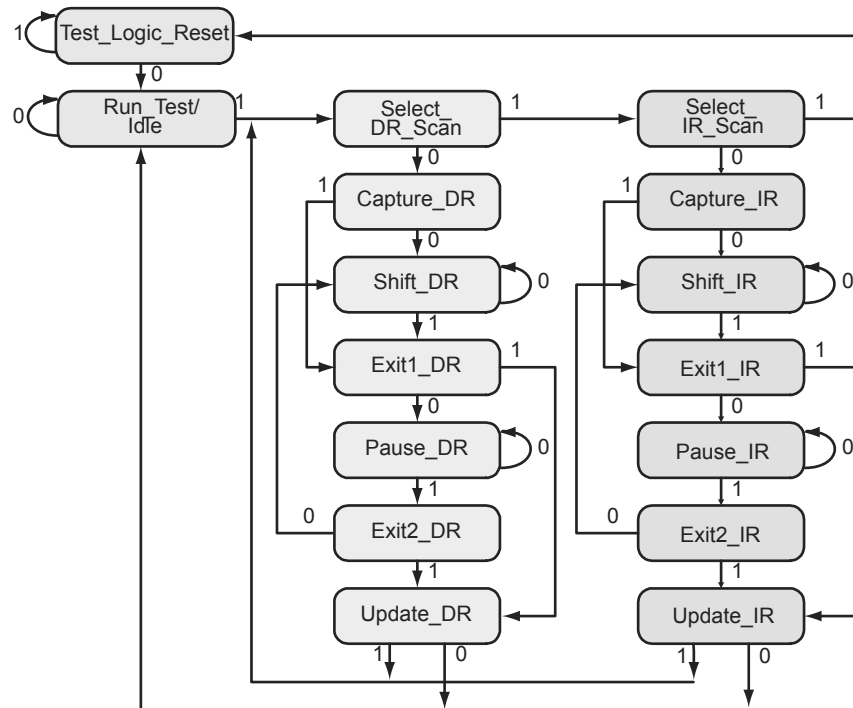 1
Test_Logic_Reset
0
0
Run_Test/
Idle
1
Select_
DR_Scan
1
Select_
IR_Scan
1
0
0
1
Capture_DR
1
Capture_IR
0
0
Shift_DR
0
Shift_IR
0
1
1
Exit1_DR
1
Exit1_IR
1
0
0
Pause_DR
0
Pause_IR
0
1
1
0
Exit2_DR
0
Exit2_IR
1
1
Update_DR
Update_IR
1
0
1
0